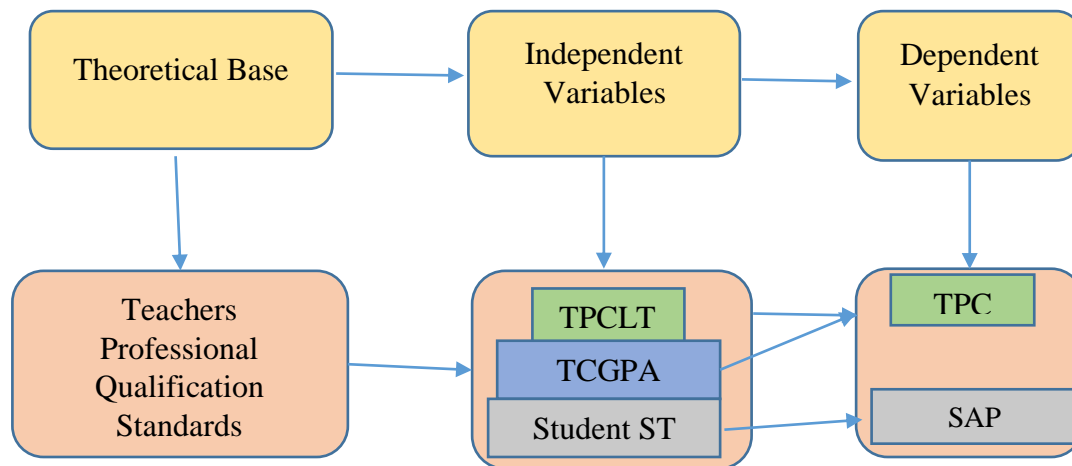 Theoretical Base
Independent
Variables
Dependent
Variables
Teachers
Professional
Qualification
Standards
TPCLT
TCGPA
Student ST
TPC
SAP